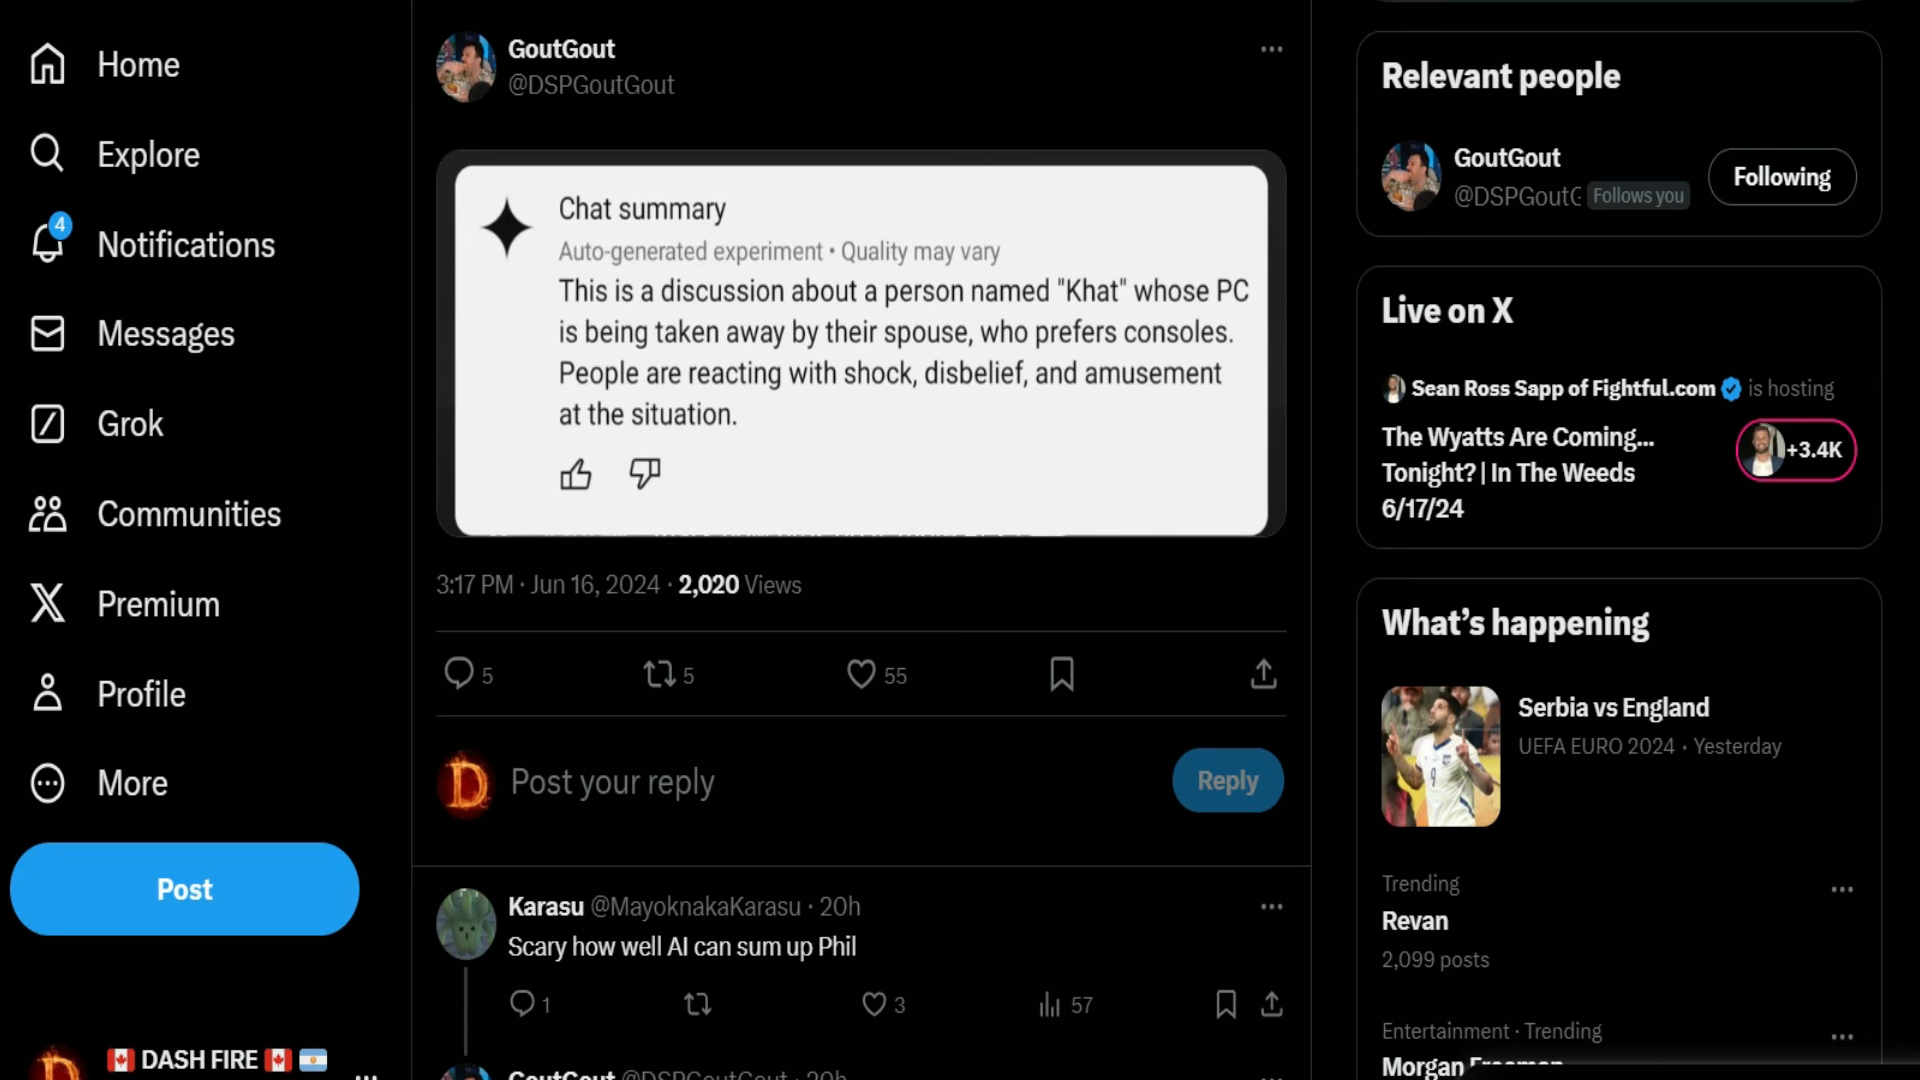 Home
Explore
4
Notifications
Messages
Grok
Communities
Premium
Profile
More
Post
DASH FIRE
GoutGout
@DSPGoutGout
Chat summary
Auto-generated experiment • Quality may vary
This is a discussion about a person named "Khat" whose PC
is being taken away by their spouse, who prefers consoles.
People are reacting with shock, disbelief, and amusement
at the situation.
3:17 PM · Jun 16, 2024 · 2,020 Views
5
5
55
Post your reply
Reply
Karasu @MayoknakaKarasu · 20h
Scary how well AI can sum up Phil
1
3
57
GoutGout @DSPGoutGout · 20h
Relevant people
GoutGout
@DSPGoutG Follows you
Following
Live on X
Sean Ross Sapp of Fightful.com is hosting
The Wyatts Are Coming...
Tonight? | In The Weeds
6/17/24
+3.4K
What's happening
Serbia vs England
UEFA EURO 2024 · Yesterday
Trending
Revan
2,099 posts
Entertainment · Trending
Morgan Freeman